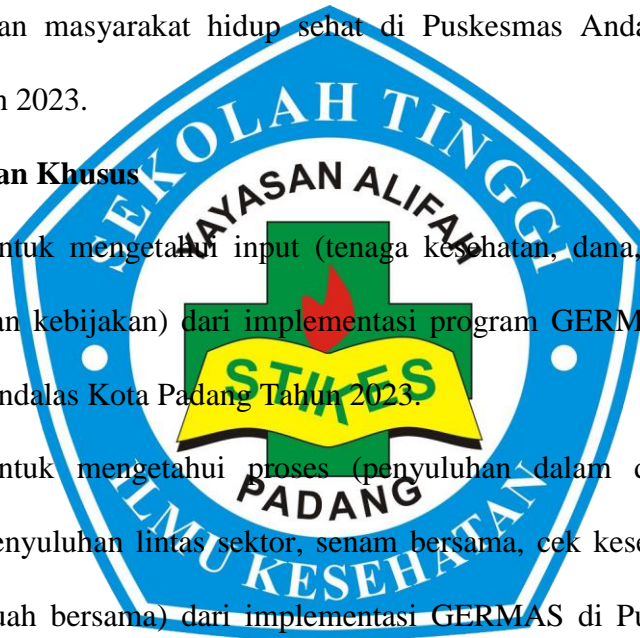 an masyarakat hidup sehat di Puskesmas Anda
n 2023.
an Khusus
ntuk mengetahui input (tenaga kesehatan, dana,
an kebijakan) dari implementasi program GERM
ndalas Kota Padang Tahun 2023.
ntuk mengetahui proses (penyuluhan dalam d
enyuluhan lintas sektor, senam bersama, cek kese
uah bersama) dari implementasi GERMAS di Pu
SEKOLAH TINGGI
YAYASAN ALIFAH
STIKES
PADANG
ILMU KESEHATAN